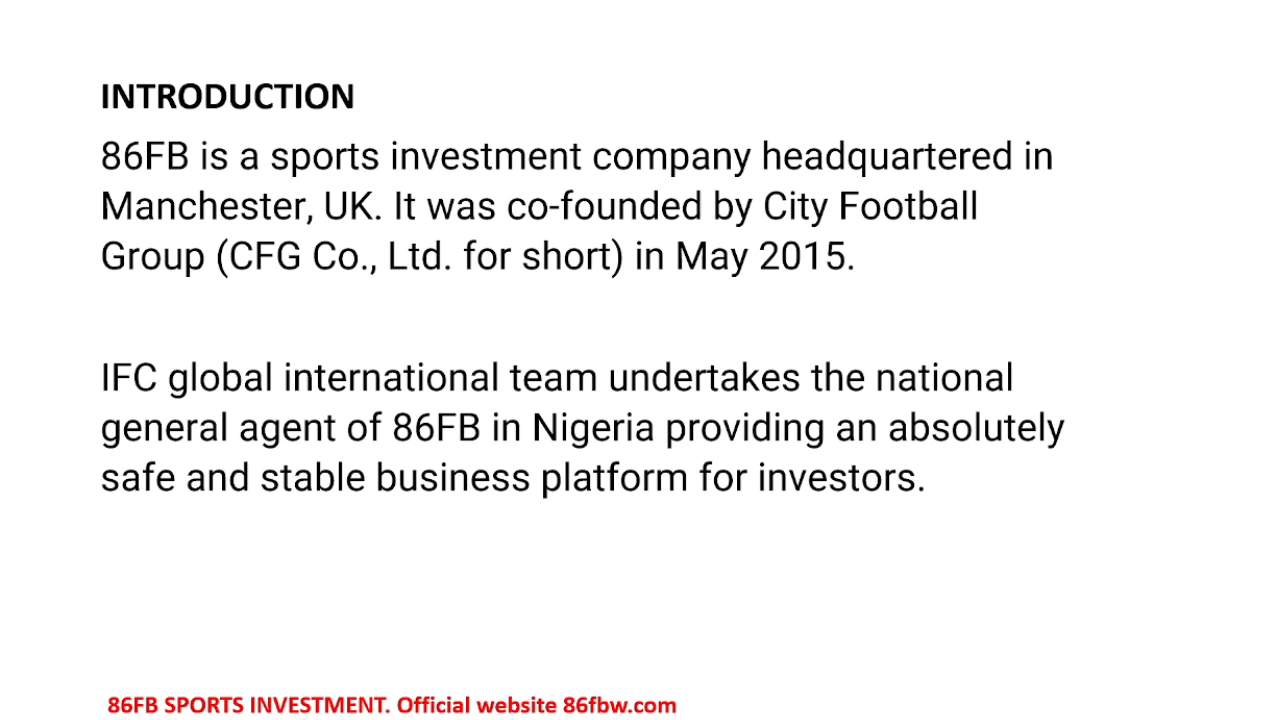 INTRODUCTION
86FB is a sports investment company headquartered in
Manchester, UK. It was co-founded by City Football
Group (CFG Co., Ltd. for short) in May 2015.
IFC global international team undertakes the national
general agent of 86FB in Nigeria providing an absolutely
safe and stable business platform for investors.
86FB SPORTS INVESTMENT. Official website 86fbw.com